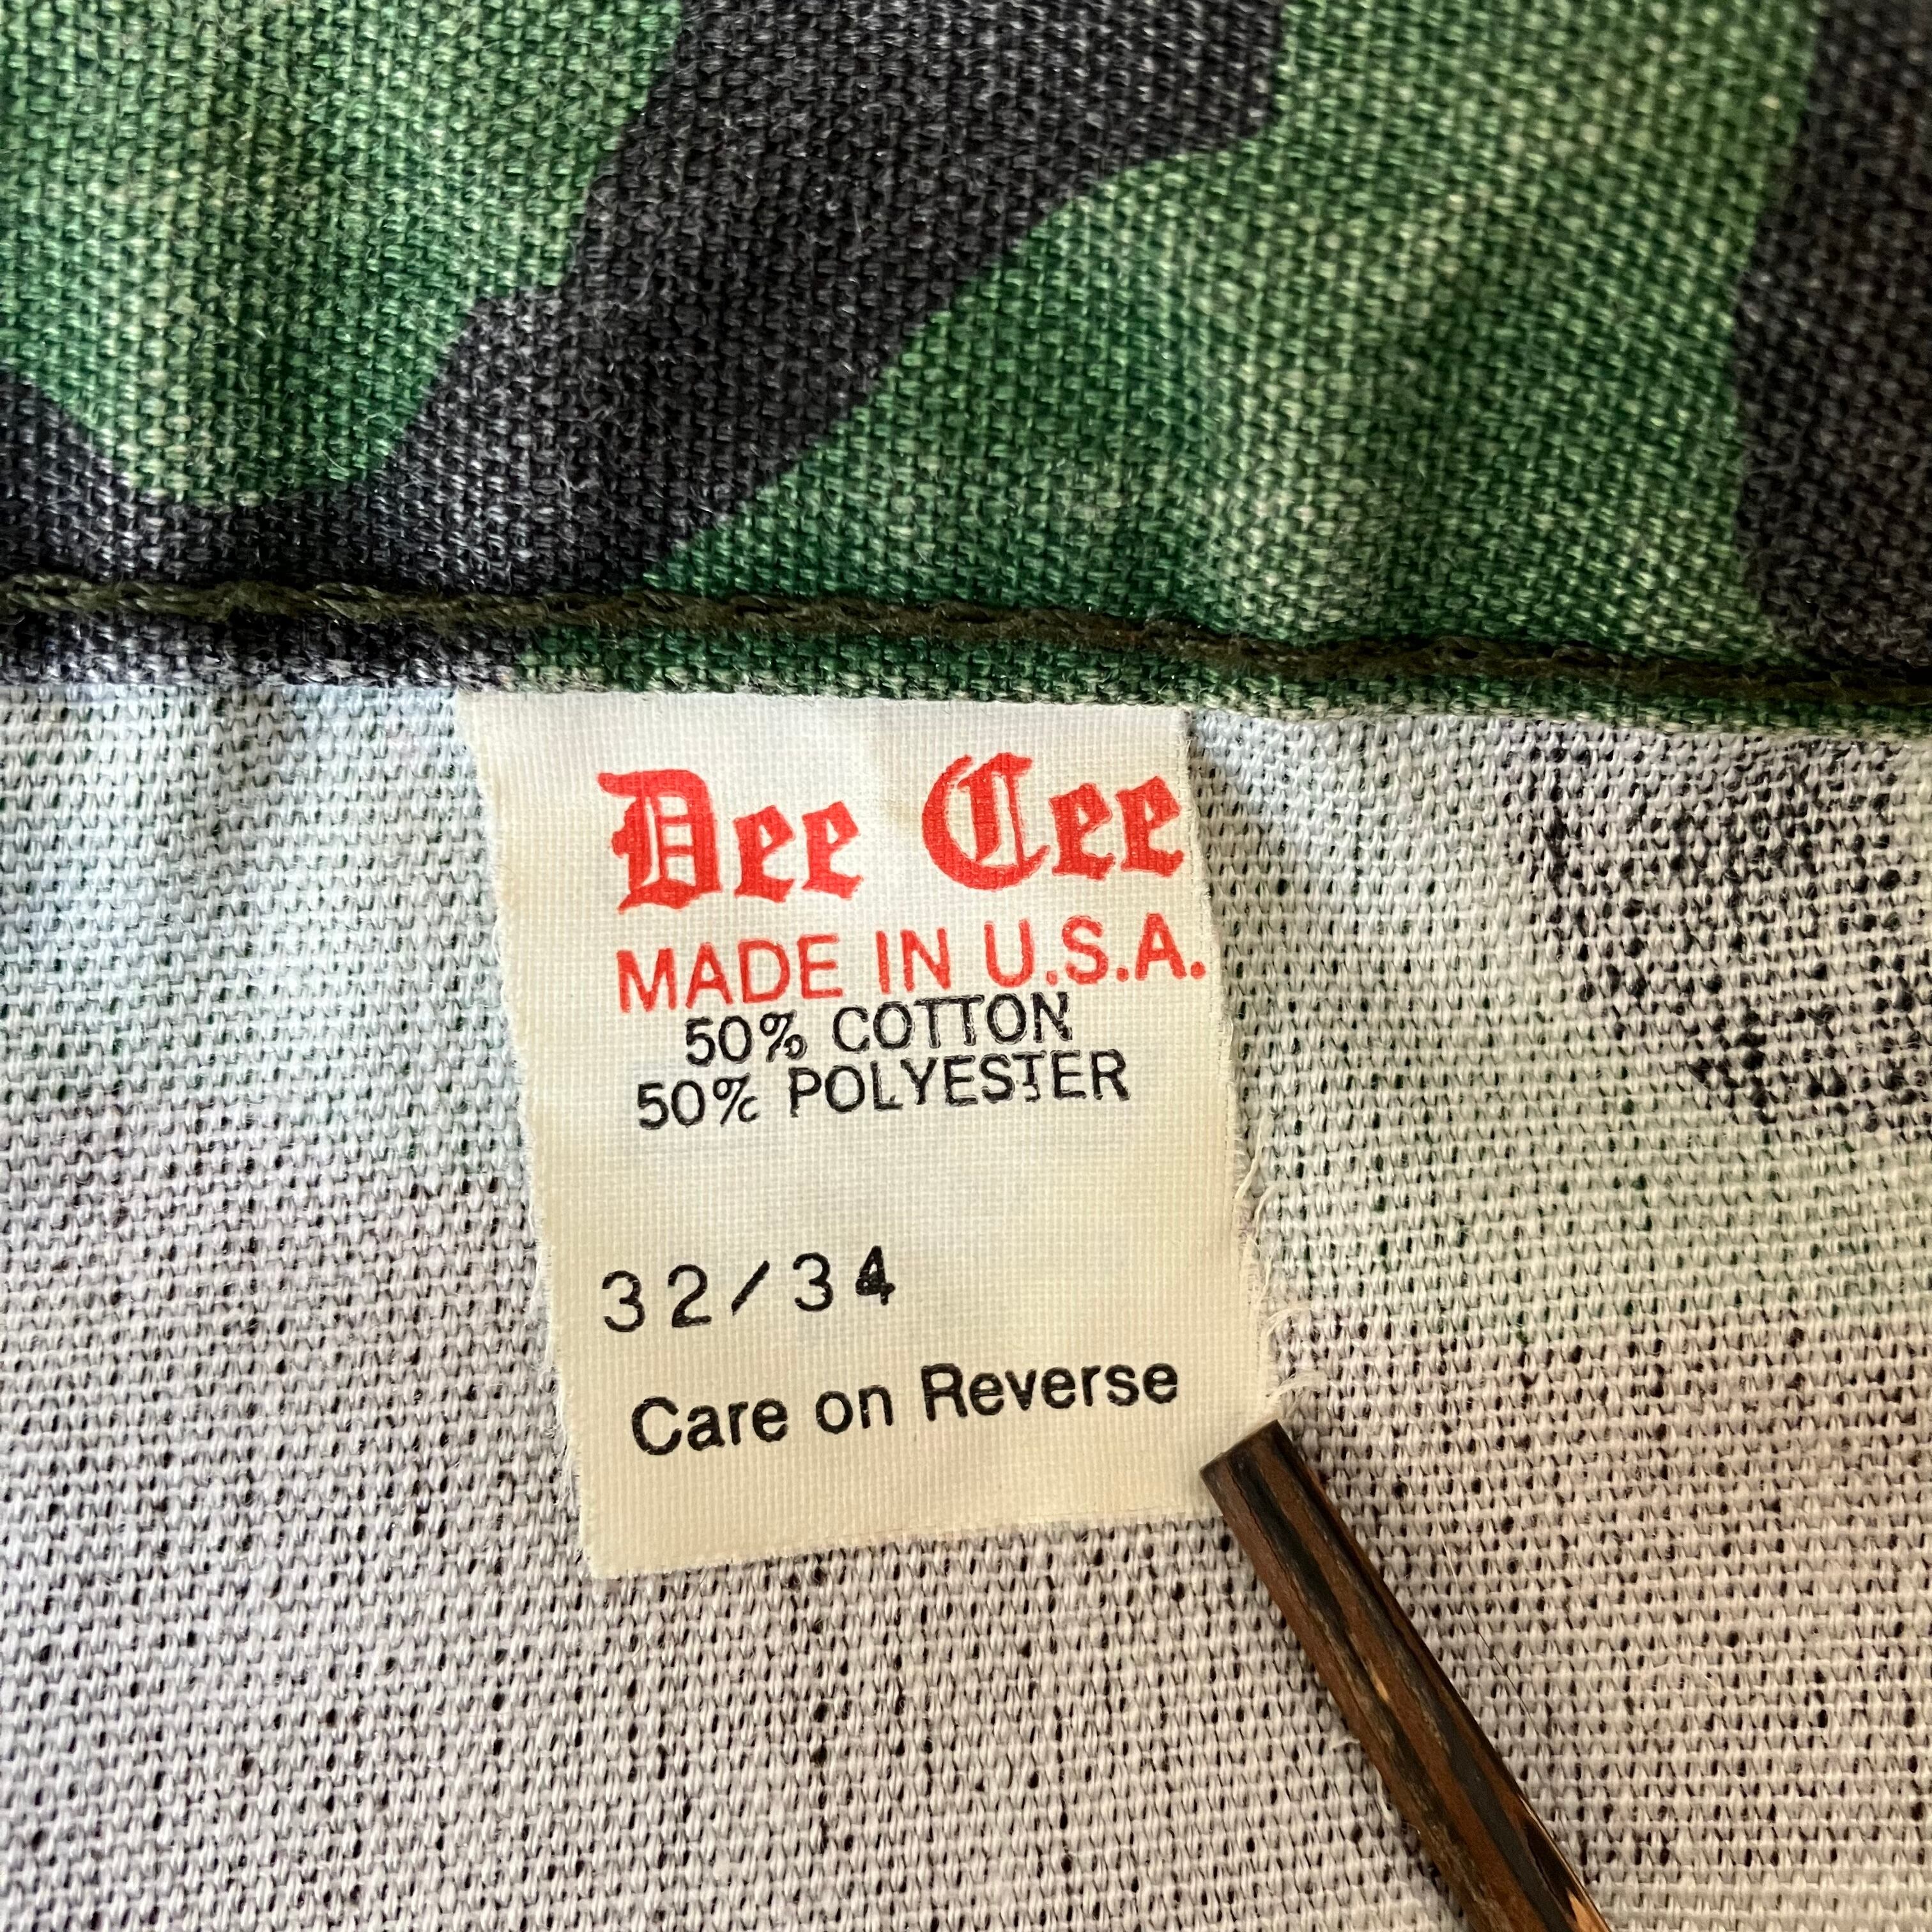 Dee Cee
MADE IN U.S.A.
50% COTTON
50% POLYESTER
32/34
Care on Reverse